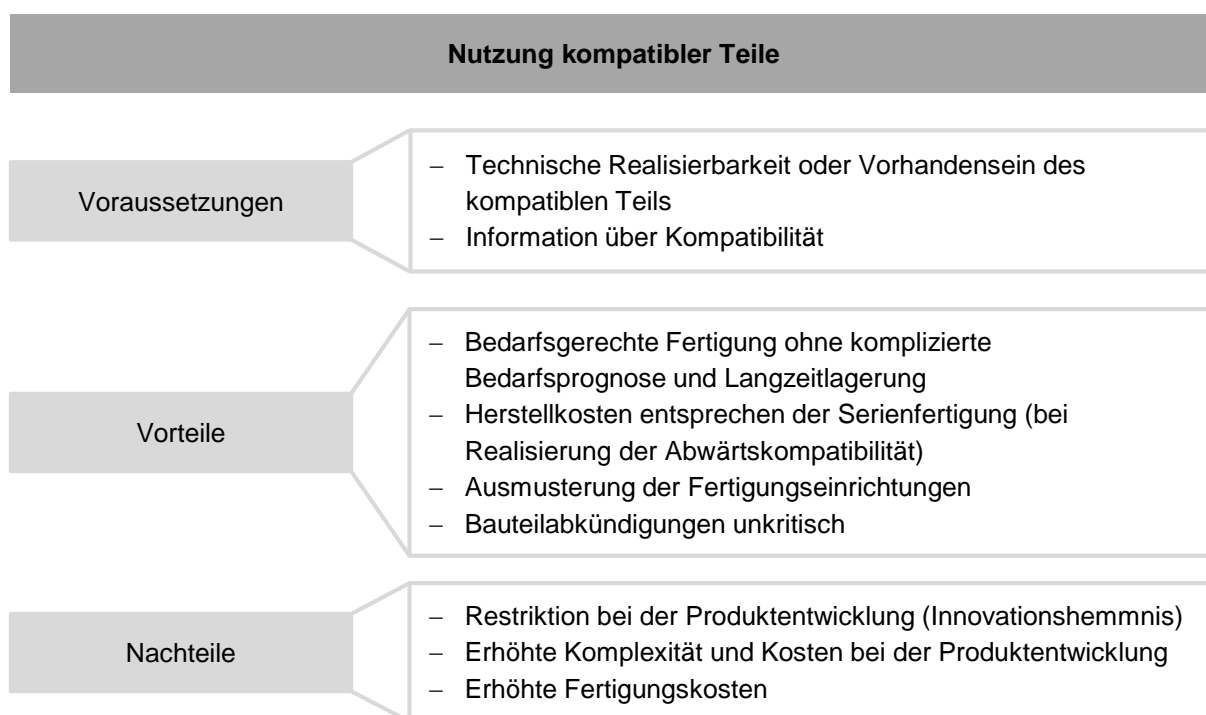 Nutzung kompatibler Teile
Voraussetzungen
– Technische Realisierbarkeit oder Vorhandensein des
kompatiblen Teils
– Information über Kompatibilität
Vorteile
– Bedarfsgerechte Fertigung ohne komplizierte
Bedarfsprognose und Langzeitlagerung
– Herstellkosten entsprechen der Serienfertigung (bei
Realisierung der Abwärtskompatibilität)
– Ausmusterung der Fertigungseinrichtungen
– Bauteilabkündigungen unkritisch
Nachteile
– Restriktion bei der Produktentwicklung (Innovationshemmnis)
– Erhöhte Komplexität und Kosten bei der Produktentwicklung
– Erhöhte Fertigungskosten